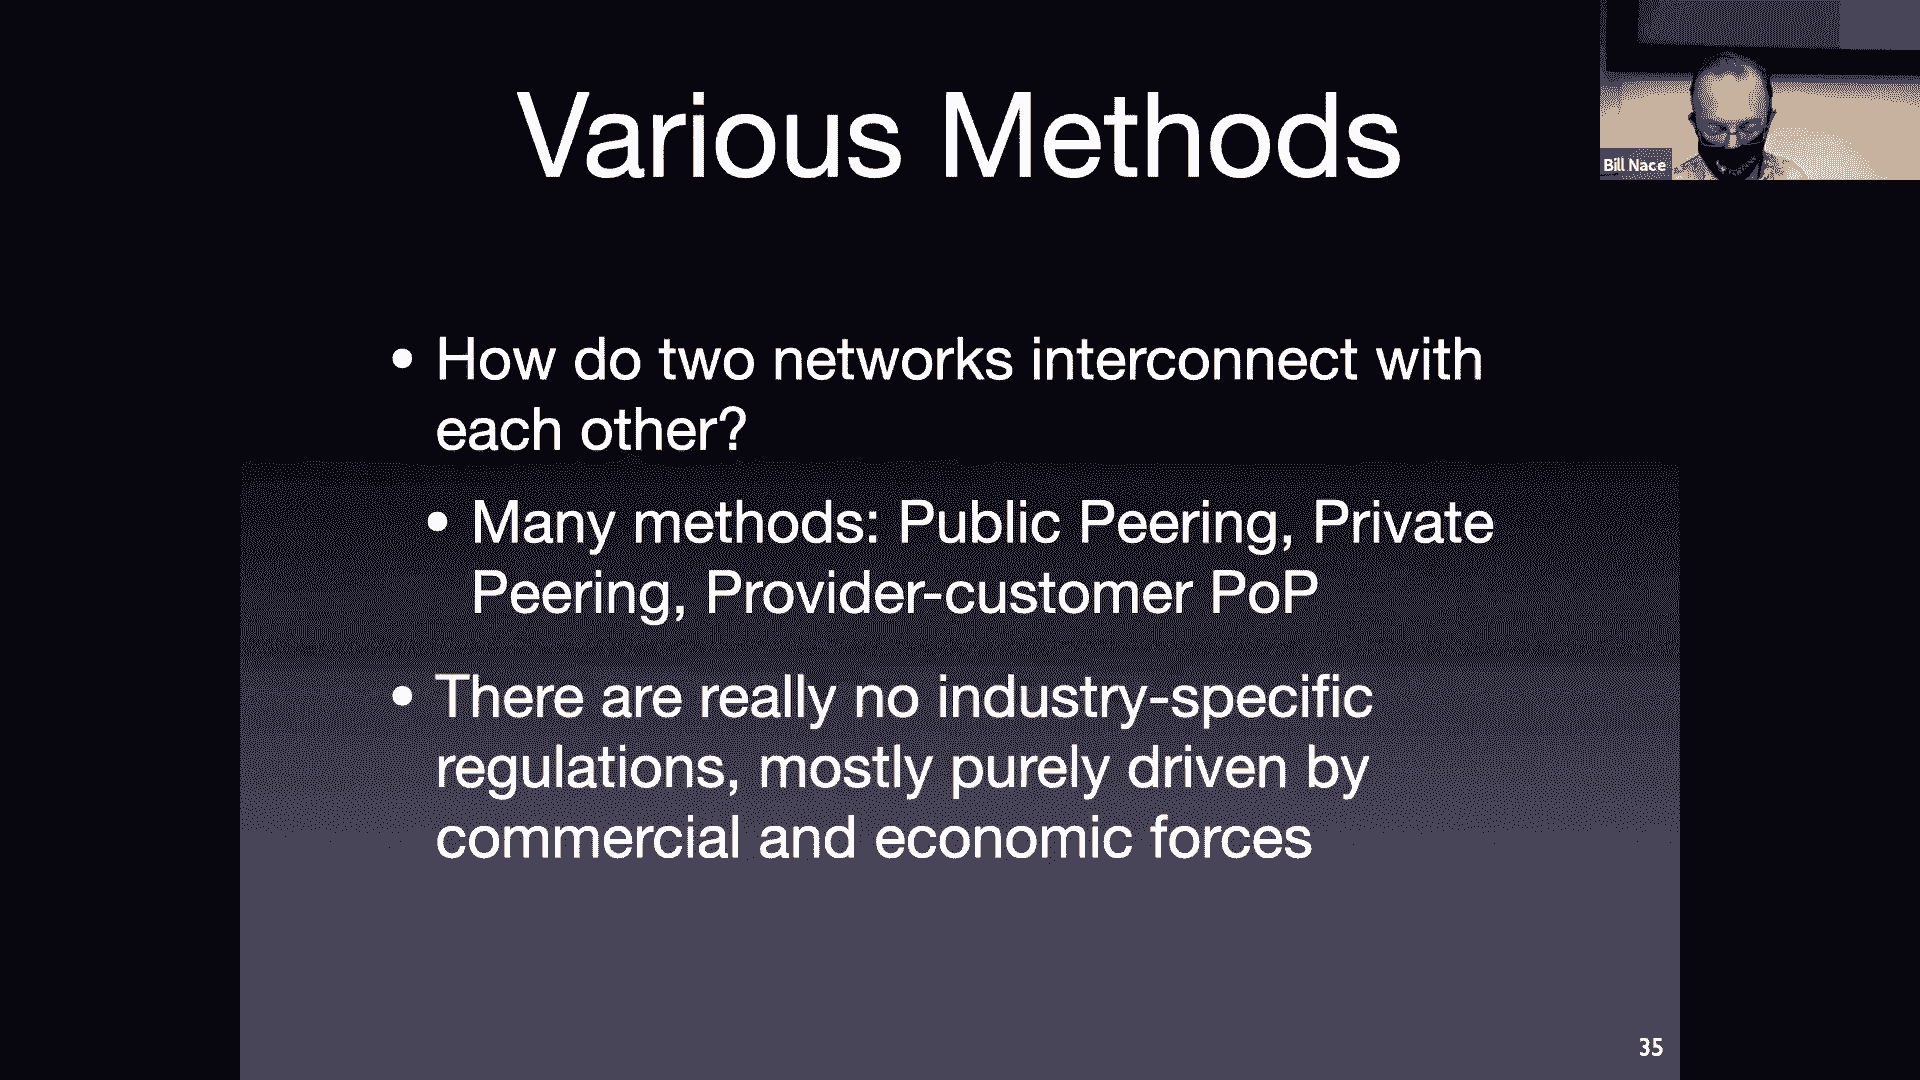 Various Methods
Bill Nace
• How do two networks interconnect with
each other?
• Many methods: Public Peering, Private
Peering, Provider-customer PoP
• There are really no industry-specific
regulations, mostly purely driven by
commercial and economic forces
35